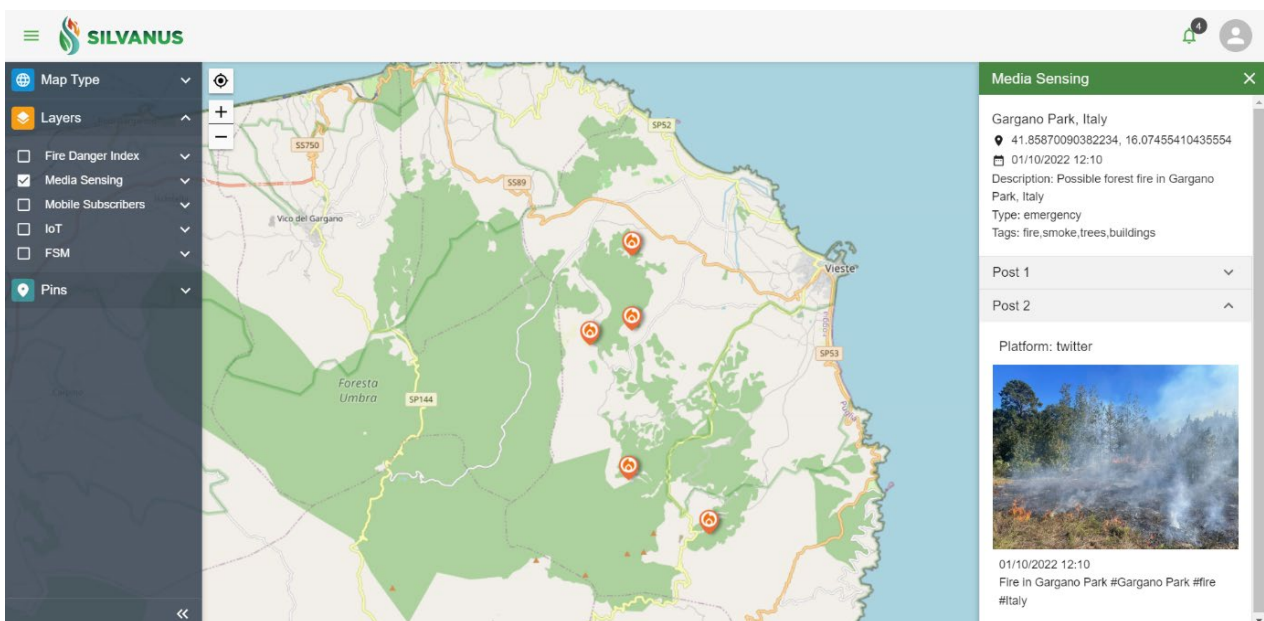 SILVANUS
4
Map Type
Layers
Fire Danger Index
Media Sensing
Mobile Subscribers
IoT
FSM
Pins
+
−
SP52
SS750
SS89
Vico del Gargano
Vieste
SP53
Foresta
Umbra
SP144
Media Sensing
Gargano Park, Italy
41.85870090382234, 16.07455410435554
01/10/2022 12:10
Description: Possible forest fire in Gargano
Park, Italy
Type: emergency
Tags: fire,smoke,trees,buildings
Post 1
Post 2
Platform: twitter
01/10/2022 12:10
Fire in Gargano Park #Gargano Park #fire
#Italy